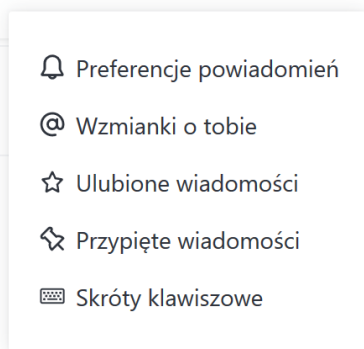 Preferencje powiadomień
Wzmianki o tobie
Ulubione wiadomości
Przypięte wiadomości
Skróty klawiszowe